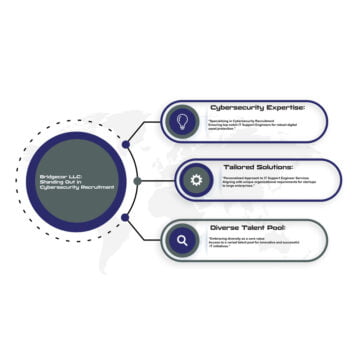 Bridgecor LLC:
Standing Out in
Cybersecurity Recruitment
Cybersecurity Expertise:
"Specializing in Cybersecurity Recruitment
Ensuring top-notch IT Support Engineers for robust digital
asset protection."
Tailored Solutions:
"Personalized Approach to IT Support Engineer Services
Aligning with unique organizational requirements for startups
to large enterprises."
Diverse Talent Pool:
"Embracing diversity as a core value
Access to a varied talent pool for innovative and successful
IT initiatives."